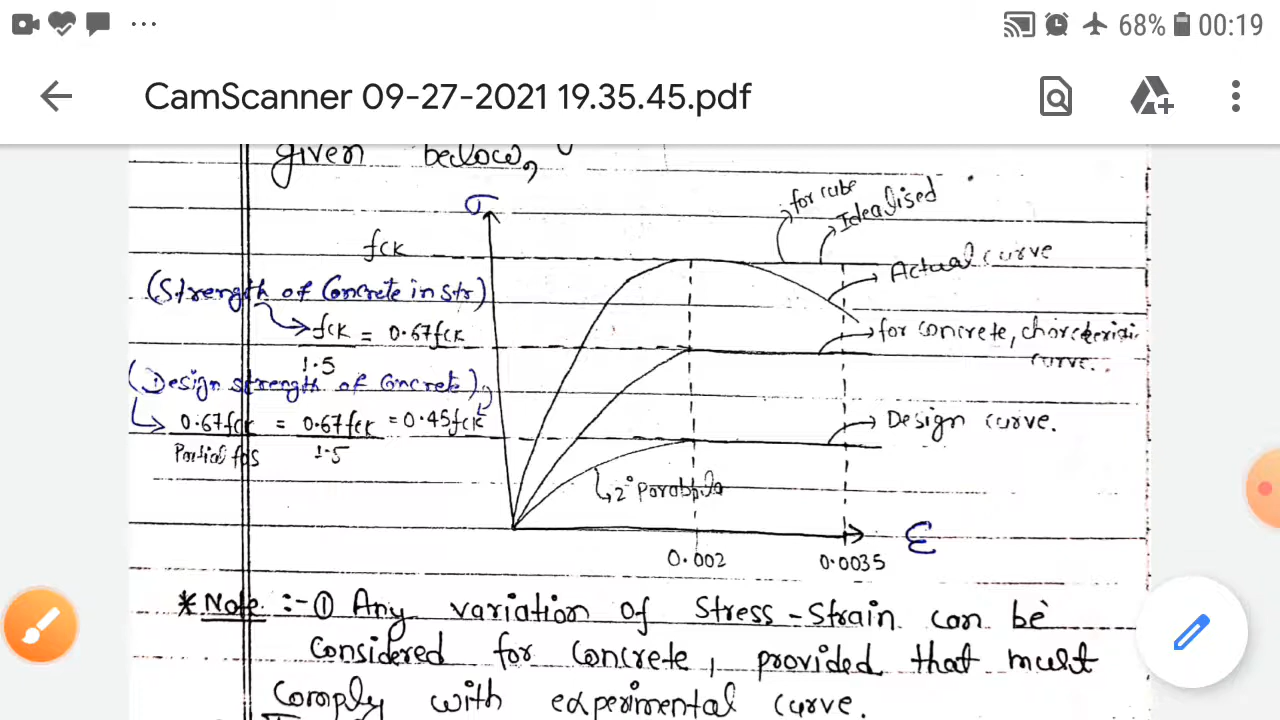 68% 00:19
CamScanner 09-27-2021 19.35.45.pdf
given below,
σ
for cube
Idealised
fck
Actual curve
(Strength of Concrete in str)
fck = 0.67fck
1.5
for concrete,
curve.
(Design strength of Concrete),
0.67fck = 0.67fck = 0.45fck
1.5
Design curve.
2° Parabola
ε
0.002
0.0035
*Note :- ① Any variation of Stress-Strain can be
Considered for Concrete, provided that must
Comply with experimental curve.